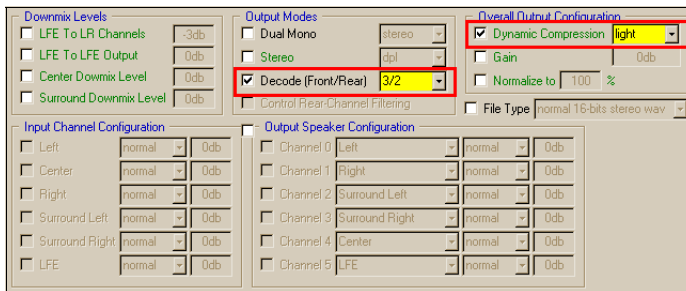 Downmix Levels
LFE To LR Channels -3db
LFE To LFE Output 0db
Center Dowmix Level 0db
Surround Downmix Level 0db
Output Modes
Dual Mono stereo
Stereo dpl
Decode (Front/Rear) 3/2
Control Rear-Channel Filtering
Overall Output Configuration
Dynamic Compression light
Gain 0db
Normalize to 100 %
File Type normal 16-bits stereo wav
Input Channel Configuration
Left normal 0db
Center normal 0db
Right normal 0db
Surround Left normal 0db
Surround Right normal 0db
LFE normal 0db
Output Speaker Configuration
Channel 0 Left normal 0db
Channel 1 Right normal 0db
Channel 2 Surround Left normal 0db
Channel 3 Surround Right normal 0db
Channel 4 Center normal 0db
Channel 5 LFE normal 0db